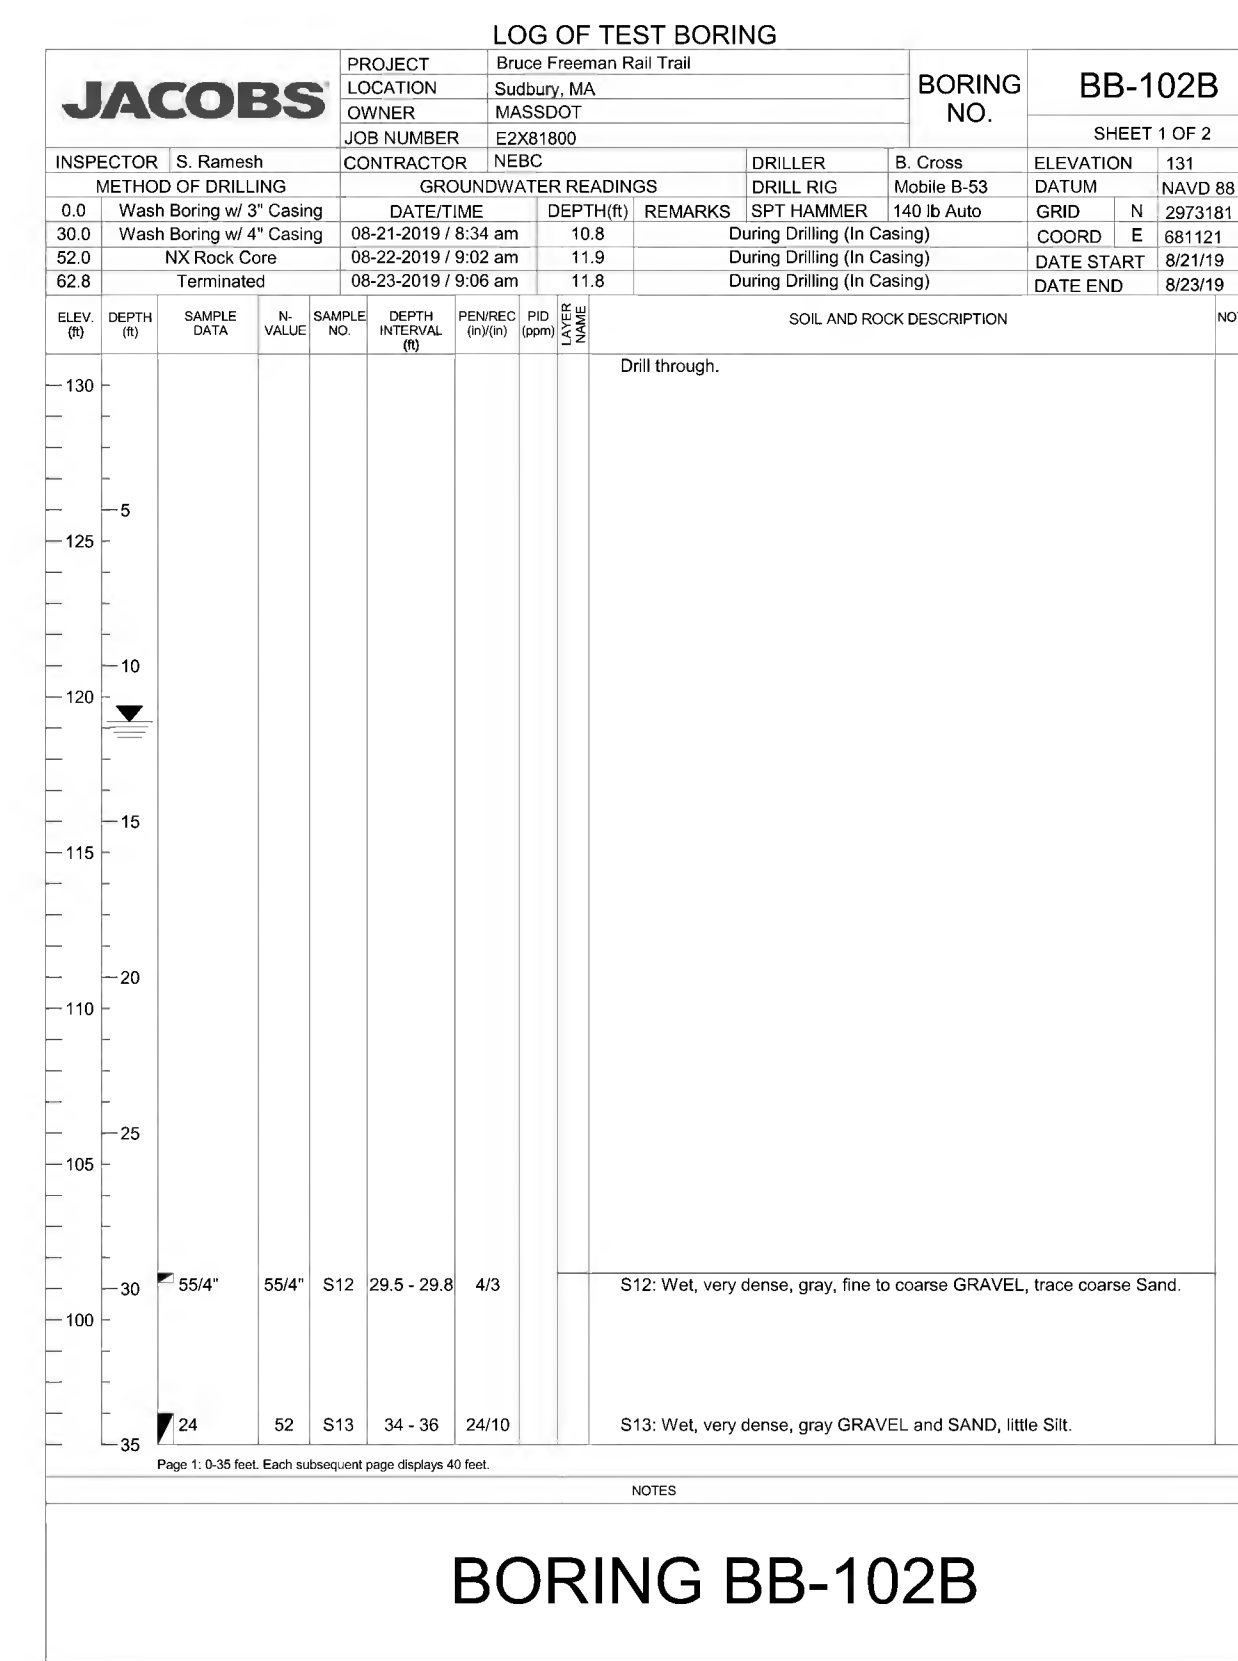 LOG OF TEST BORING
JACOBS
PROJECT Bruce Freeman Rail Trail
LOCATION Sudbury, MA
OWNER MASSDOT
JOB NUMBER E2X81800
BORING NO. BB-102B
SHEET 1 OF 2
INSPECTOR S. Ramesh CONTRACTOR NEBC DRILLER B. Cross ELEVATION 131
METHOD OF DRILLING GROUNDWATER READINGS DRILL RIG Mobile B-53 DATUM NAVD 88
0.0 Wash Boring w/ 3" Casing DATE/TIME DEPTH(ft) REMARKS SPT HAMMER 140 lb Auto GRID N 2973181
30.0 Wash Boring w/ 4" Casing 08-21-2019 / 8:34 am 10.8 During Drilling (In Casing) COORD E 681121
52.0 NX Rock Core 08-22-2019 / 9:02 am 11.9 During Drilling (In Casing) DATE START 8/21/19
62.8 Terminated 08-23-2019 / 9:06 am 11.8 During Drilling (In Casing) DATE END 8/23/19
ELEV. (ft) DEPTH (ft) SAMPLE DATA N-VALUE SAMPLE NO. DEPTH INTERVAL (ft) PEN/REC (in)/(in) PID (ppm) LAYER NAME SOIL AND ROCK DESCRIPTION
Drill through.
130
5
125
10
120
15
115
20
110
25
105
30 55/4" 55/4" S12 29.5 - 29.8 4/3 S12: Wet, very dense, gray, fine to coarse GRAVEL, trace coarse Sand.
100
24 52 S13 34 - 36 24/10 S13: Wet, very dense, gray GRAVEL and SAND, little Silt.
35
Page 1: 0-35 feet. Each subsequent page displays 40 feet.
NOTES
BORING BB-102B